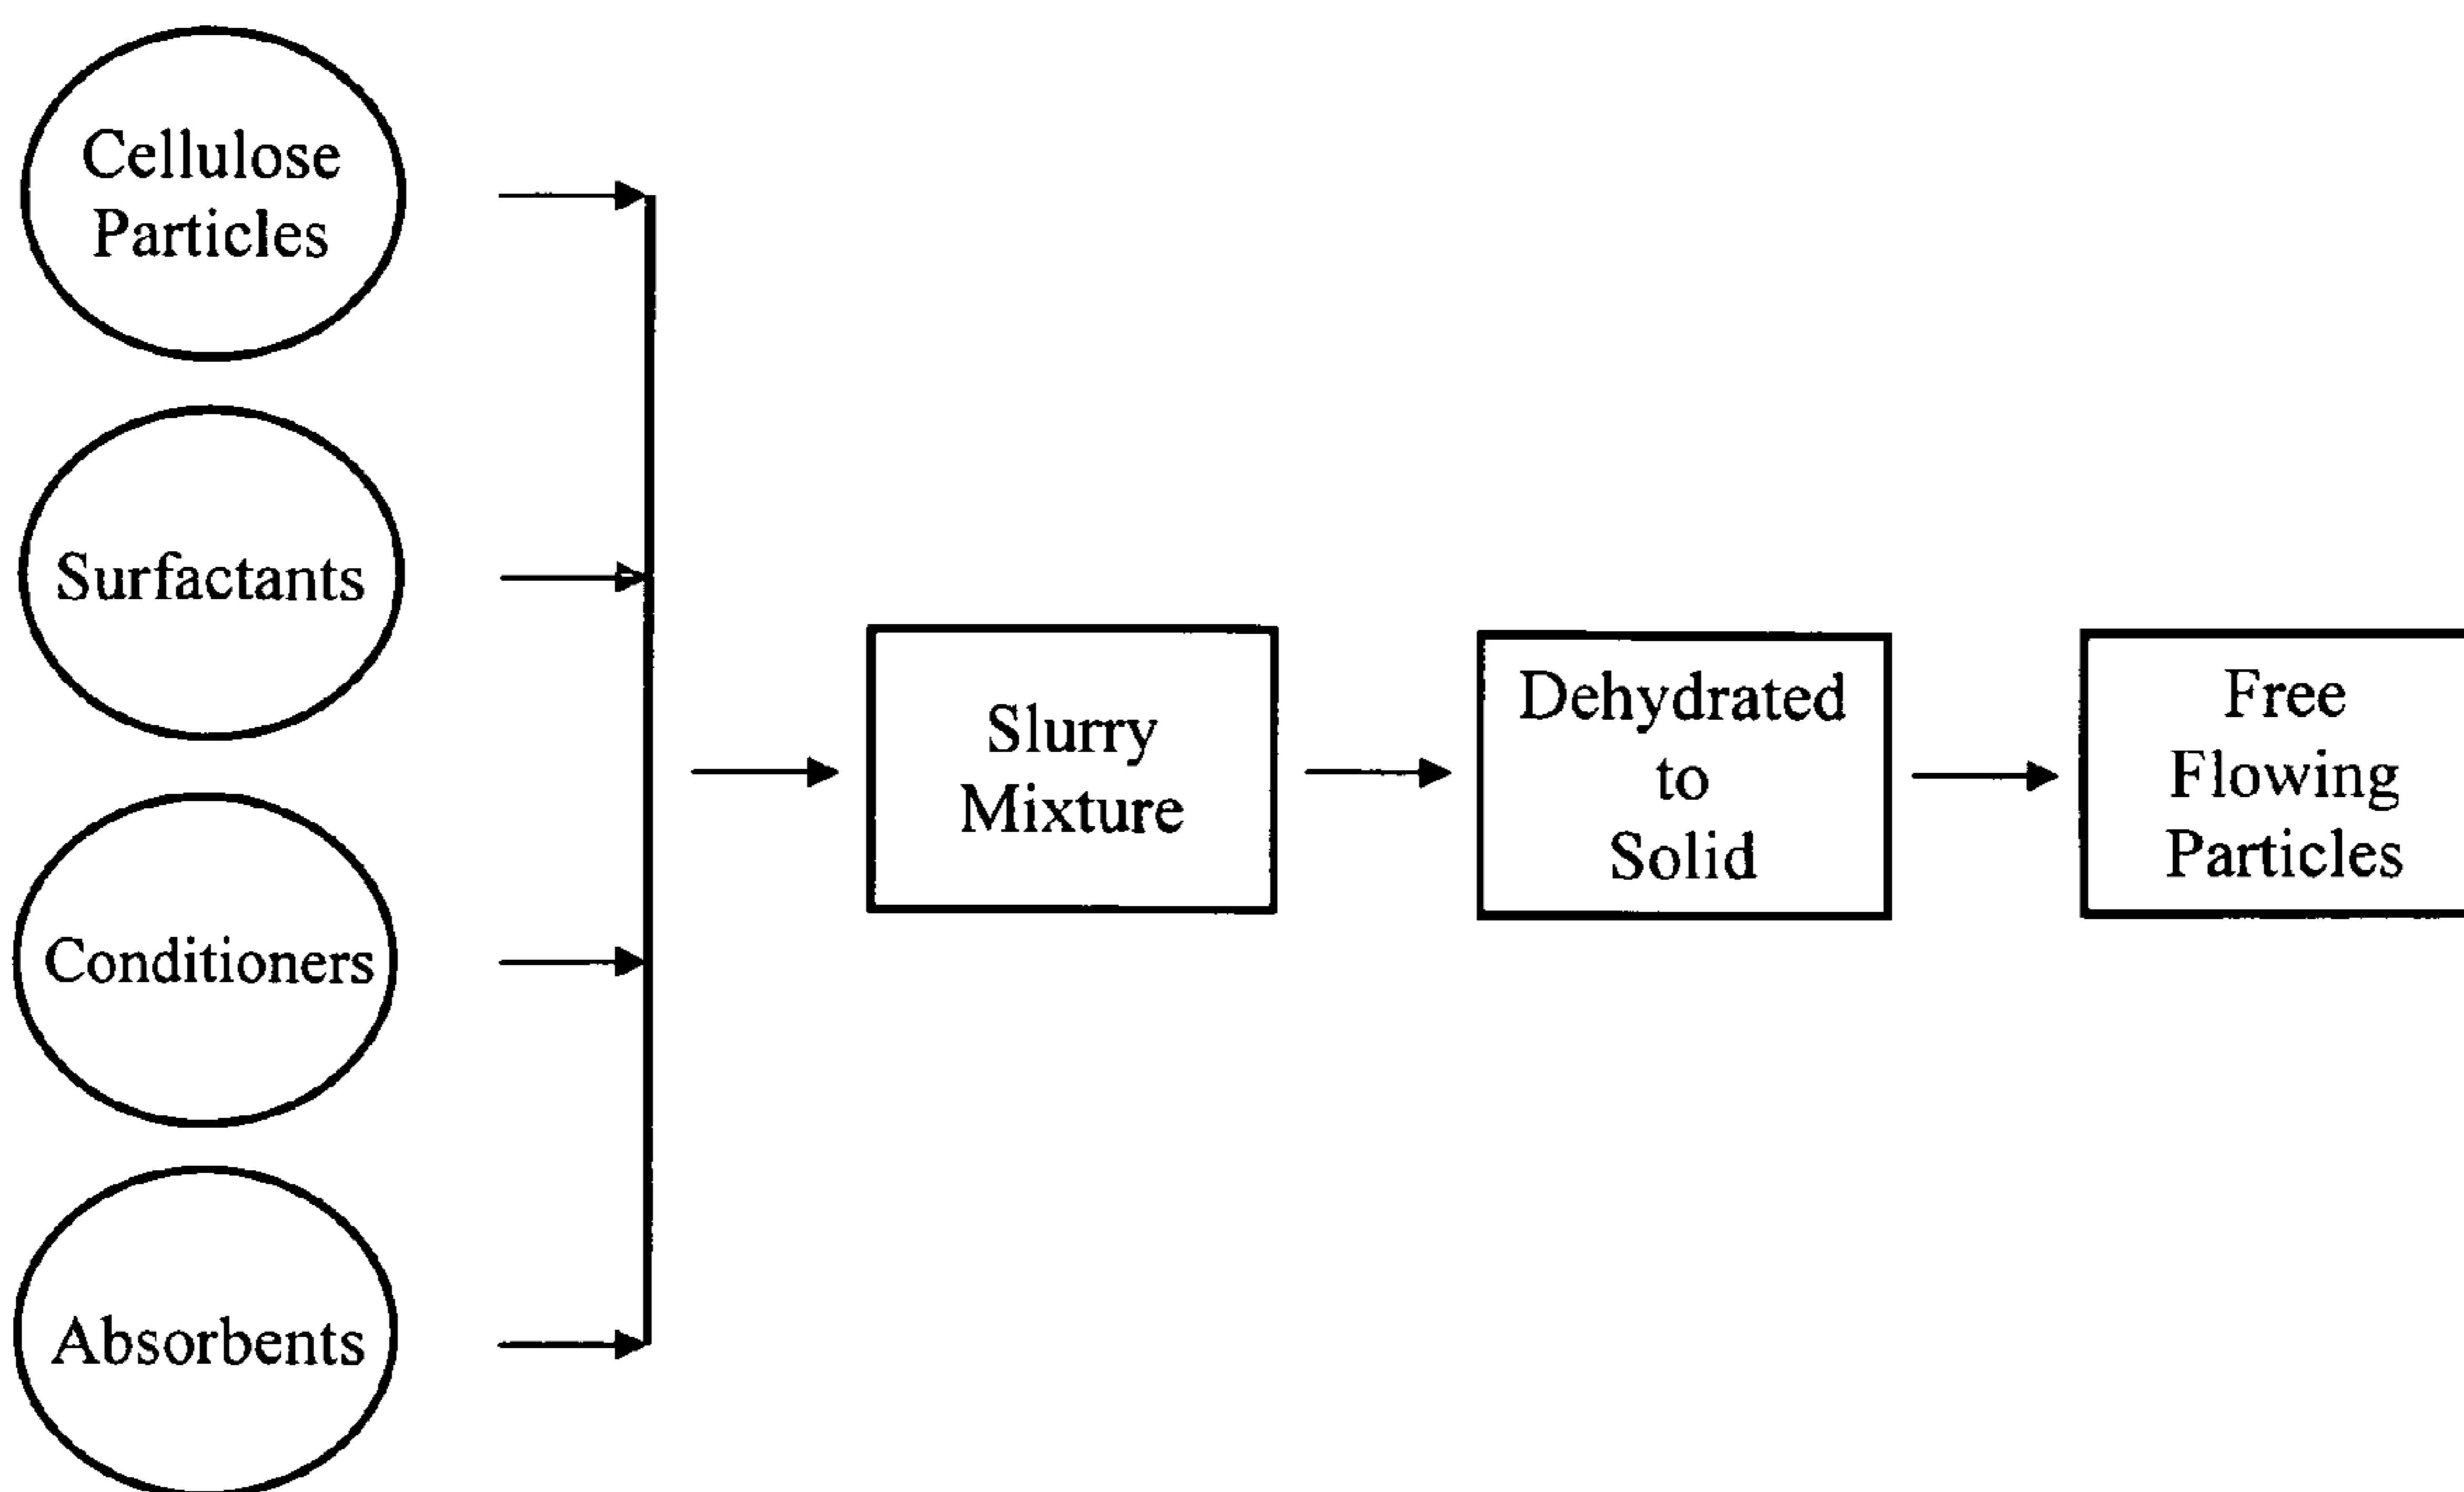 Cellulose
Particles
Surfactants
Conditioners
Absorbents
Slurry
Mixture
Dehydrated
to
Solid
Free
Flowing
Particles